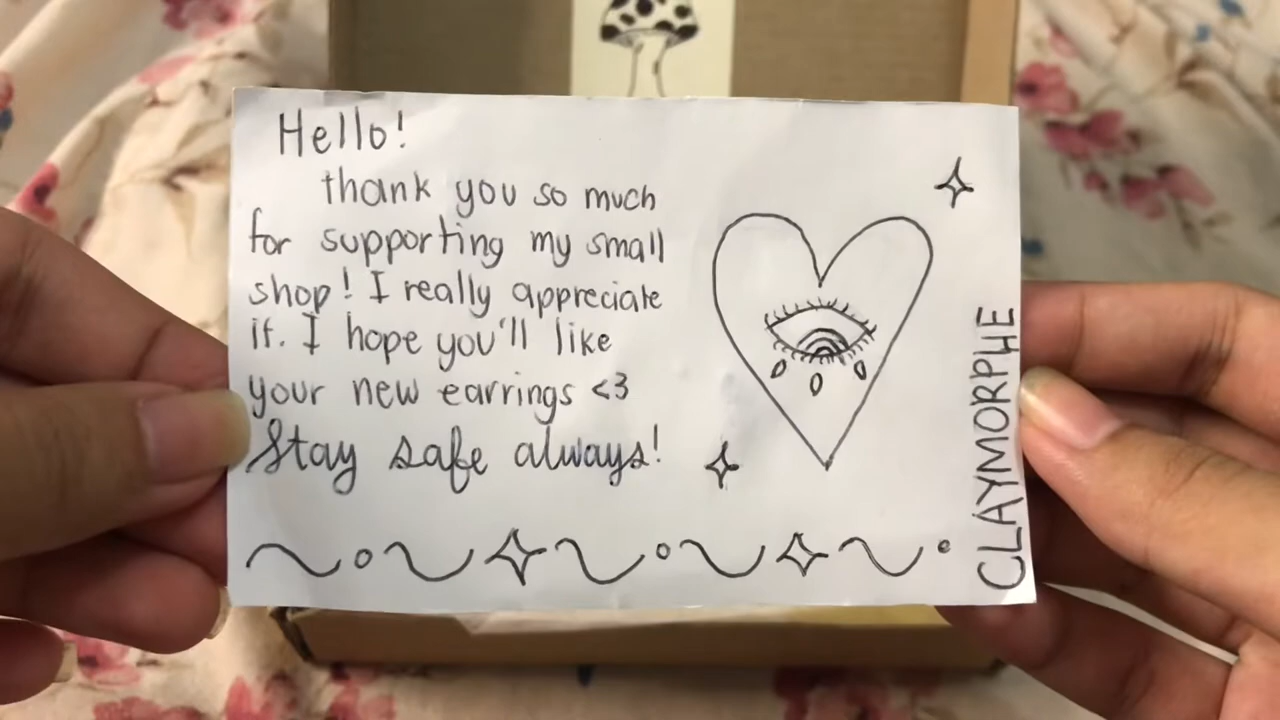 Hello!
thank you so much
for supporting my small
shop! I really appreciate
it. I hope you'll like
your new earrings <3
Stay safe always!
CLAYMORPHE